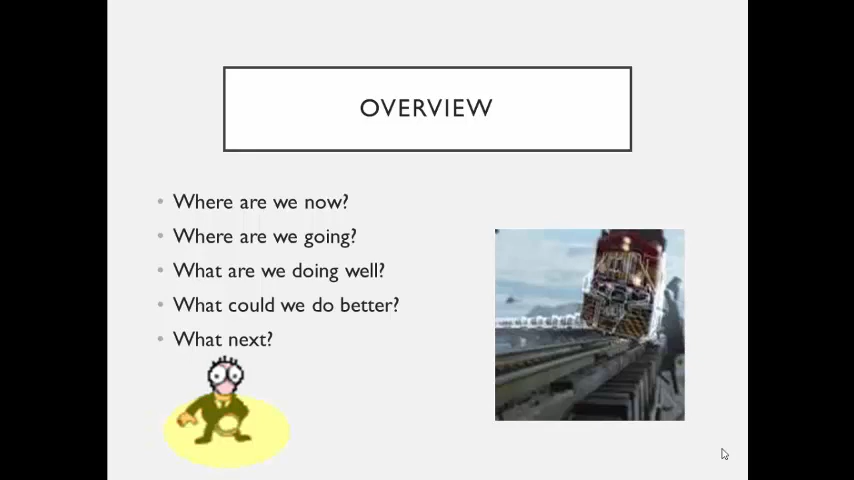 OVERVIEW
Where are we now?
Where are we going?
What are we doing well?
What could we do better?
What next?